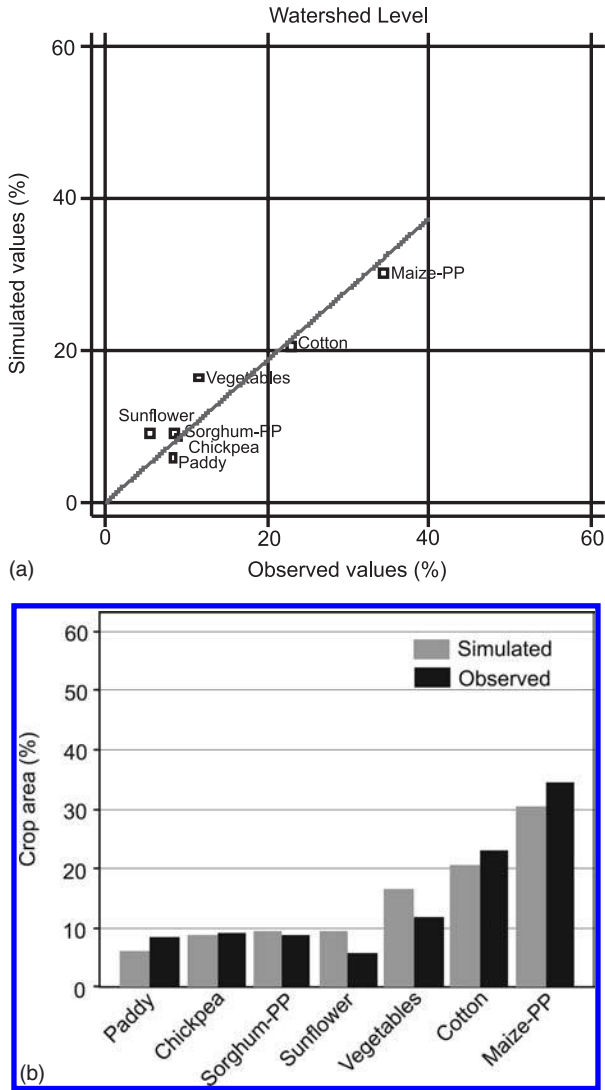 Watershed Level
60
40
20
0
Simulated values (%)
Maize-PP
Cotton
Vegetables
Sunflower
Sorghum-PP
Chickpea
Paddy
0 20 40 60
(a) Observed values (%)
60
50
40
30
20
10
0
Crop area (%)
Simulated
Observed
Paddy Chickpea Sorghum-PP Sunflower Vegetables Cotton Maize-PP
(b)